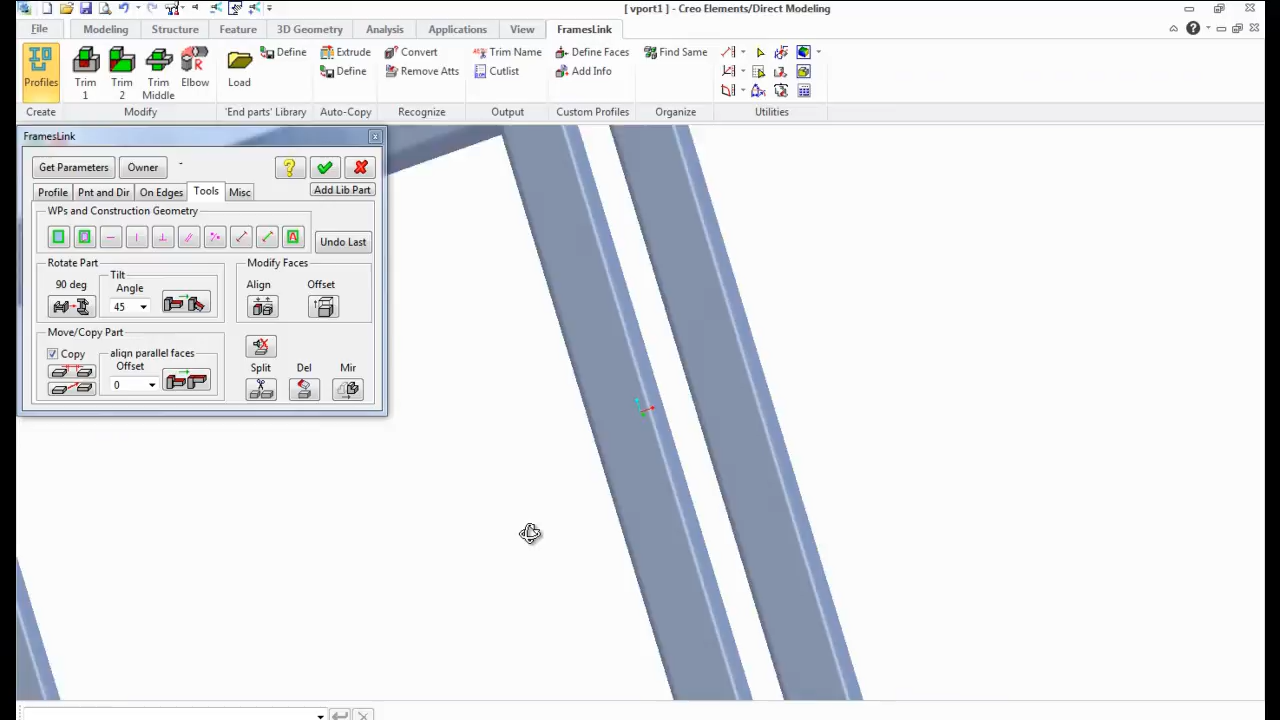 [ vport1 ] - Creo Elements/Direct Modeling
File Modeling Structure Feature 3D Geometry Analysis Applications View FramesLink
Profiles Trim 1 Trim 2 Trim Middle Elbow Load Define Extrude Define Convert Remove Atts Trim Name Cutlist Define Faces Add Info Find Same
Create Modify 'End parts' Library Auto-Copy Recognize Output Custom Profiles Organize Utilities
FramesLink
Get Parameters Owner -
Profile Pnt and Dir On Edges Tools Misc Add Lib Part
WPs and Construction Geometry
Undo Last
Rotate Part Modify Faces
Tilt
90 deg Angle Align Offset
45
Move/Copy Part
Copy align parallel faces
Offset Split Del Mir
0